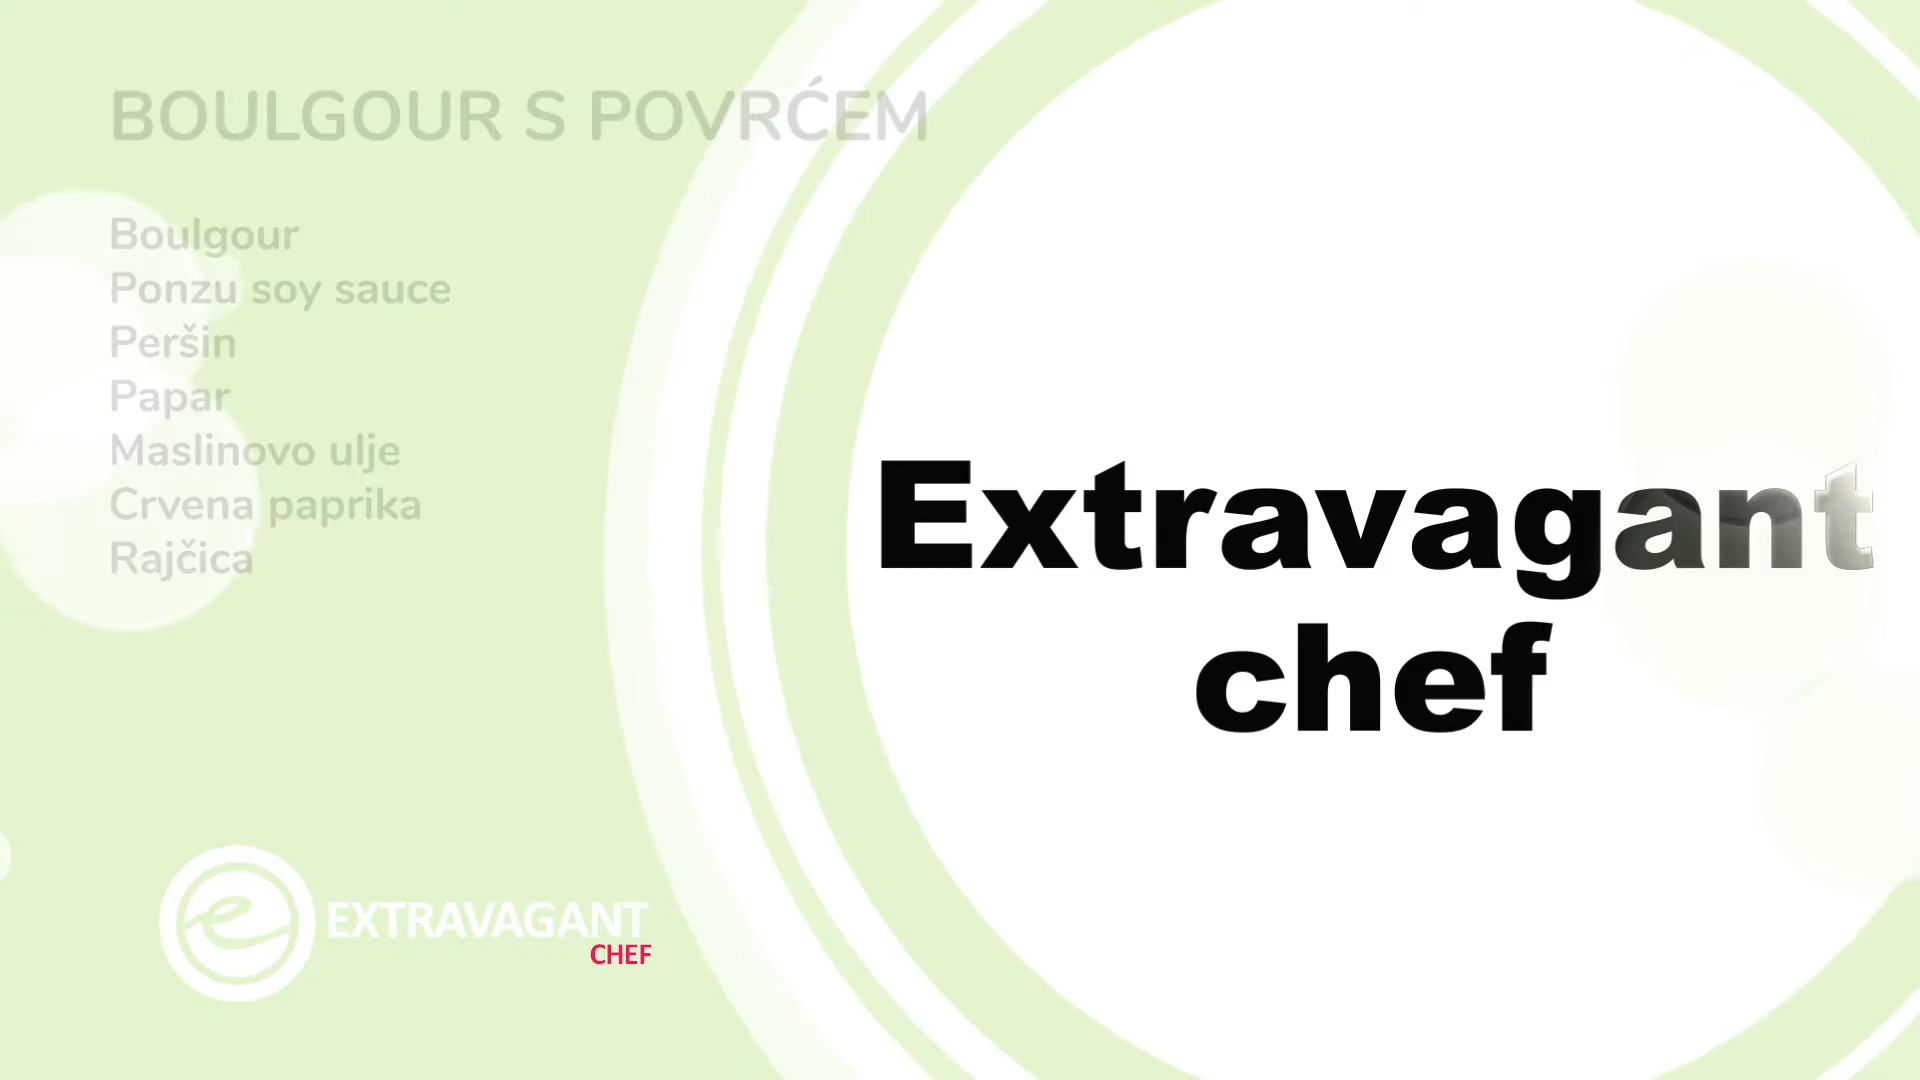 BOULGOUR S POVRĆEM
Boulgour
Ponzu soy sauce
Peršin
Papar
Maslinovo ulje
Crvena paprika
Rajčica
Extravagant
chef
EXTRAVAGANT
CHEF